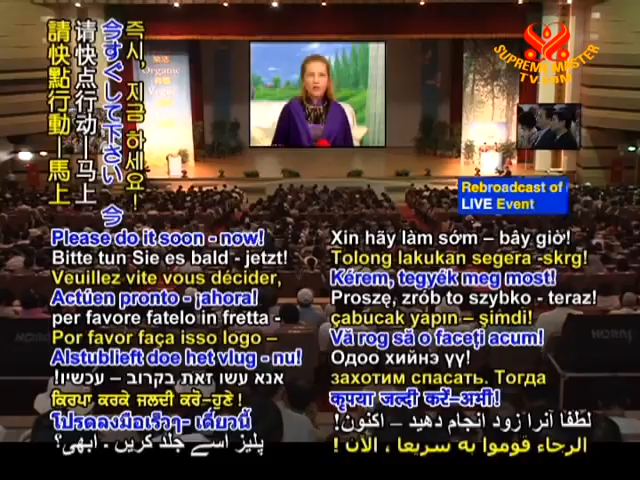 請快點行動－馬上
请快点行动－马上
今すぐして下さい 今
즉시, 지금 하세요!
Organic
SUPREME MASTER
TV.COM
Rebroadcast of
LIVE Event
Please do it soon - now!
Bitte tun Sie es bald - jetzt!
Veuillez vite vous décider,
Actúen pronto - ¡ahora!
per favore fatelo in fretta -
Por favor faça isso logo –
Alstublieft doe het vlug - nu!
אנא עשו זאת בקרוב – עכשיו!
ਕਿਰਪਾ ਕਰਕੇ ਜਲਦੀ ਕਰੋ-ਹੁਣੇ !
โปรดลงมือเร็วๆ- เดี๋ยวนี้
پلیز اسے جلد کریں - ابھی؟
Xin hãy làm sớm – bây giờ!
Tolong lakukan segera -skrg!
Kérem, tegyék meg most!
Proszę, zrób to szybko - teraz!
çabucak yapın – şimdi!
Vă rog să o faceţi acum!
Одоо хийнэ үү!
захотим спасать. Тогда
कृपया जल्दी करें-अभी!
لطفا آنرا زود انجام دهید – اکنون!
الرجاء قوموا به سريعا ، الآن !